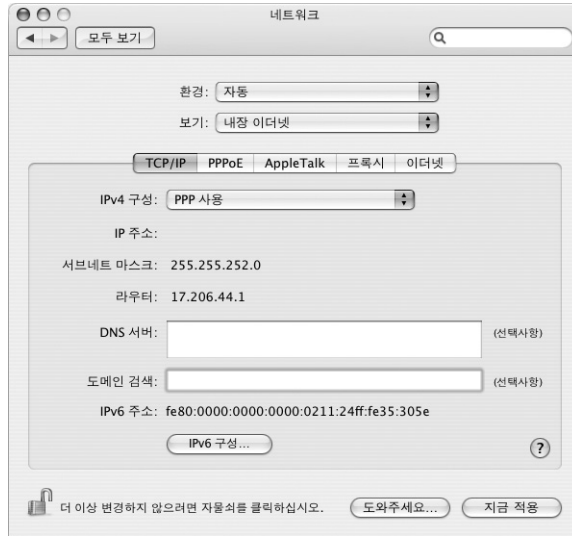 네트워크
모두 보기
환경: 자동
보기: 내장 이더넷
TCP/IP PPPoE AppleTalk 프록시 이더넷
IPv4 구성: PPP 사용
IP 주소:
서브네트 마스크: 255.255.252.0
라우터: 17.206.44.1
DNS 서버: (선택사항)
도메인 검색: (선택사항)
IPv6 주소: fe80:0000:0000:0000:0211:24ff:fe35:305e
IPv6 구성... ?
더 이상 변경하지 않으려면 자물쇠를 클릭하십시오. 도와주세요... 지금 적용